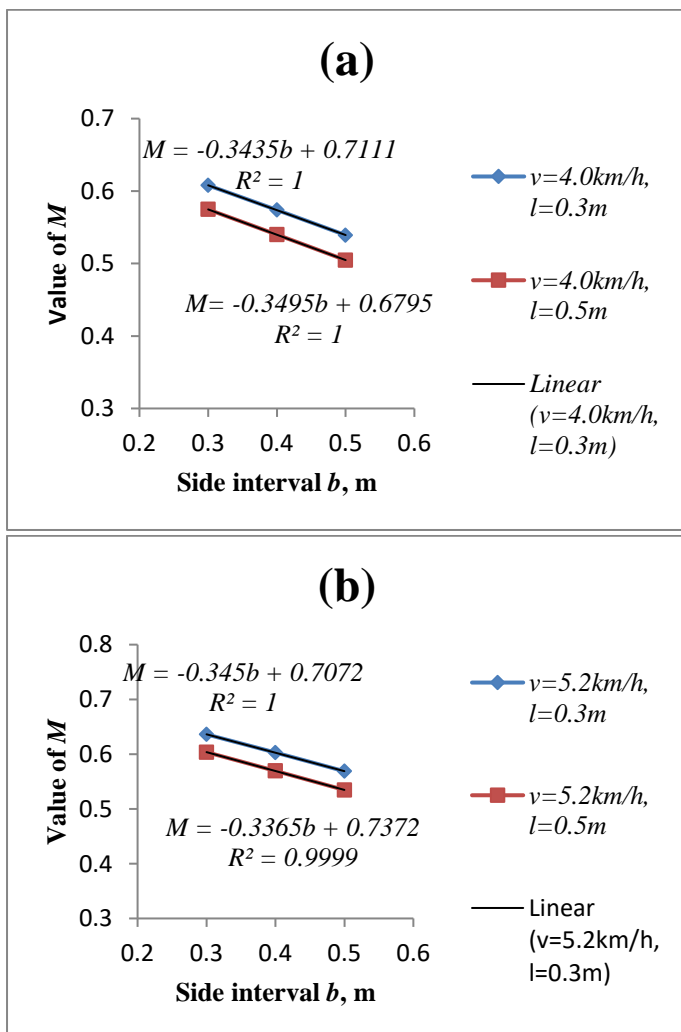 (a)
0.7
0.6
0.5
0.4
0.3
Value of M
M = -0.3435b + 0.7111
R² = 1
M = -0.3495b + 0.6795
R² = 1
0.2 0.3 0.4 0.5 0.6
Side interval b, m
v=4.0km/h,
l=0.3m
v=4.0km/h,
l=0.5m
Linear
(v=4.0km/h,
l=0.3m)
(b)
0.8
0.7
0.6
0.5
0.4
0.3
Value of M
M = -0.345b + 0.7072
R² = 1
M = -0.3365b + 0.7372
R² = 0.9999
0.2 0.3 0.4 0.5 0.6
Side interval b, m
v=5.2km/h,
l=0.3m
v=5.2km/h,
l=0.5m
Linear
(v=5.2km/h,
l=0.3m)